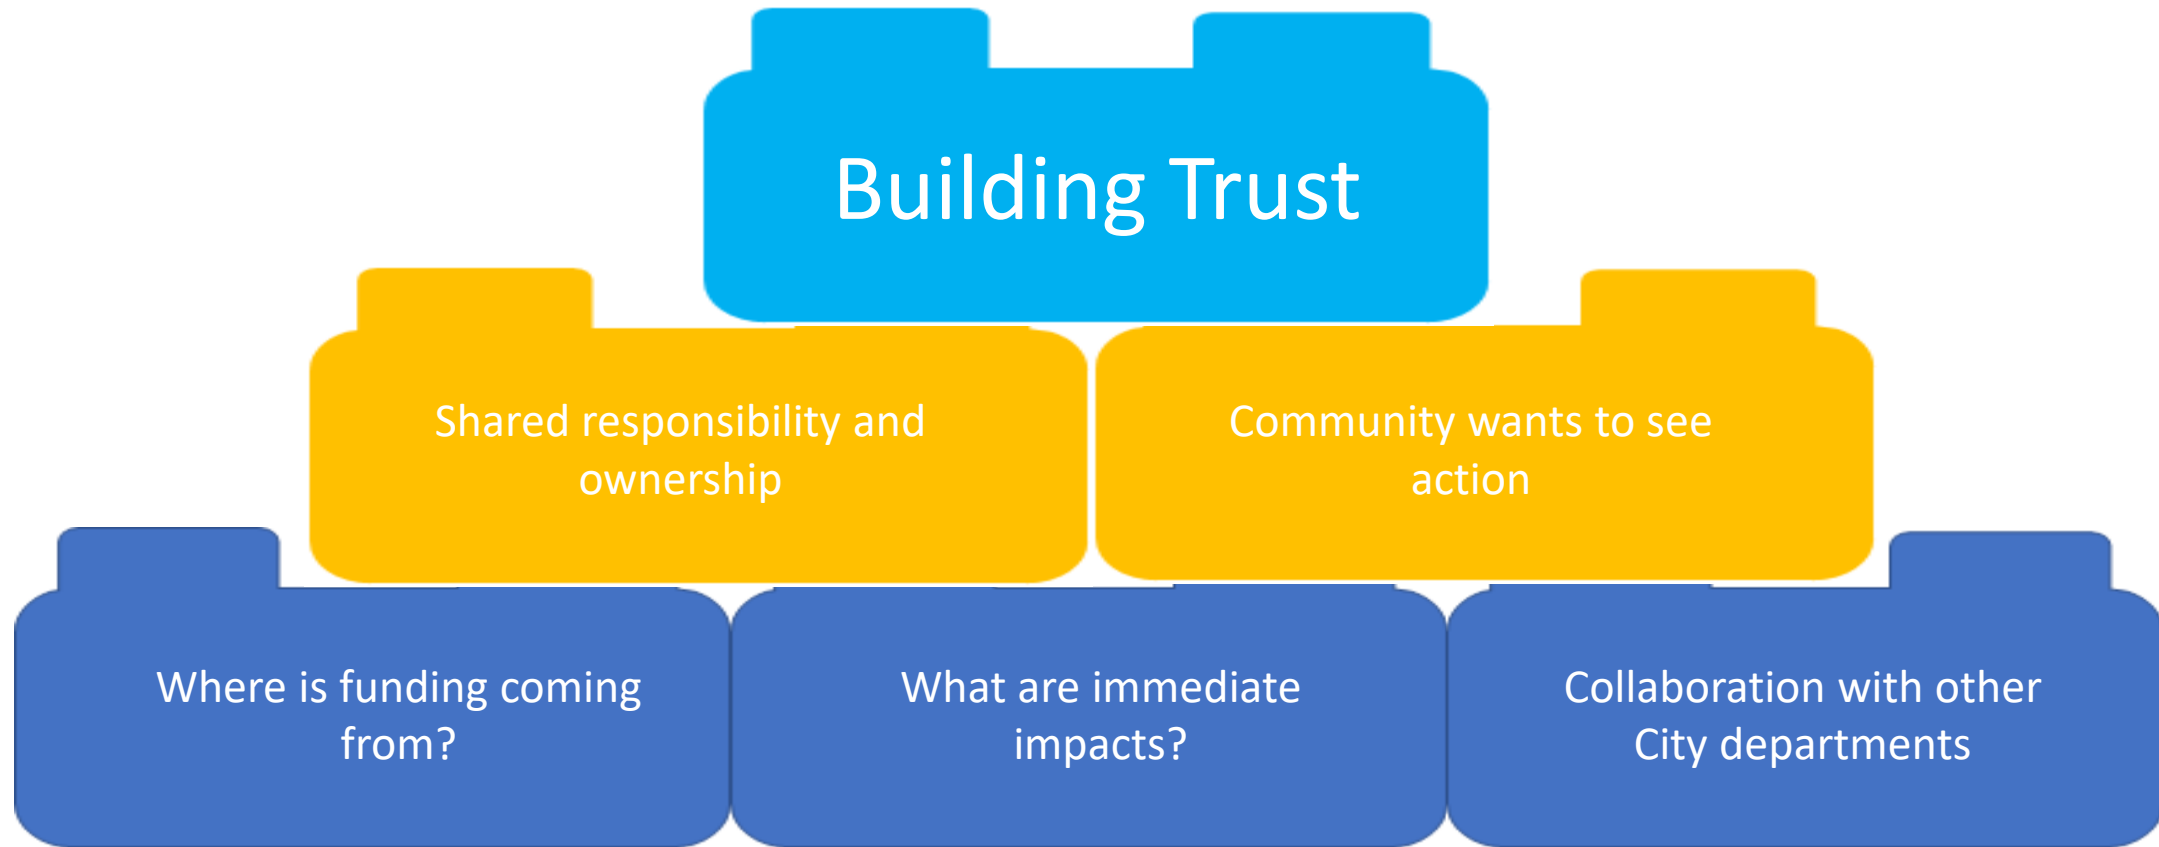 Building Trust
Shared responsibility and
ownership
Community wants to see
action
Where is funding coming
from?
What are immediate
impacts?
Collaboration with other
City departments